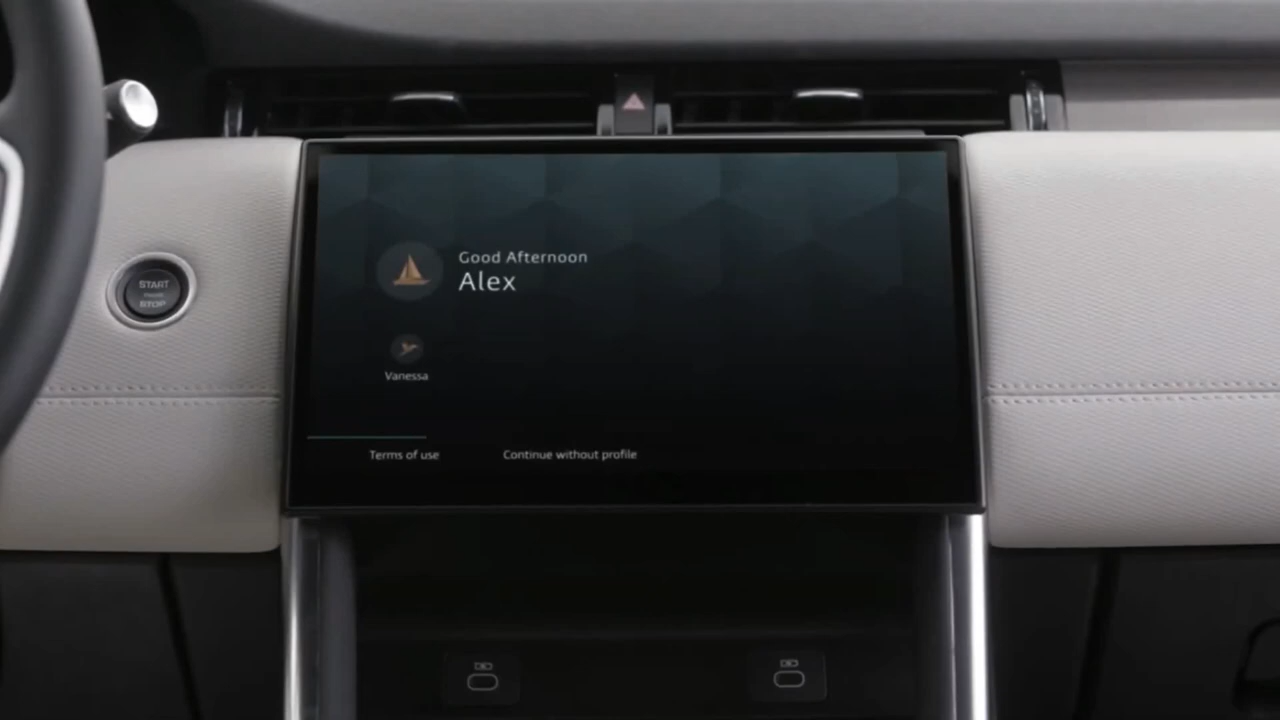 Good Afternoon
Alex
START
STOP
Vanessa
Terms of use
Continue without profile